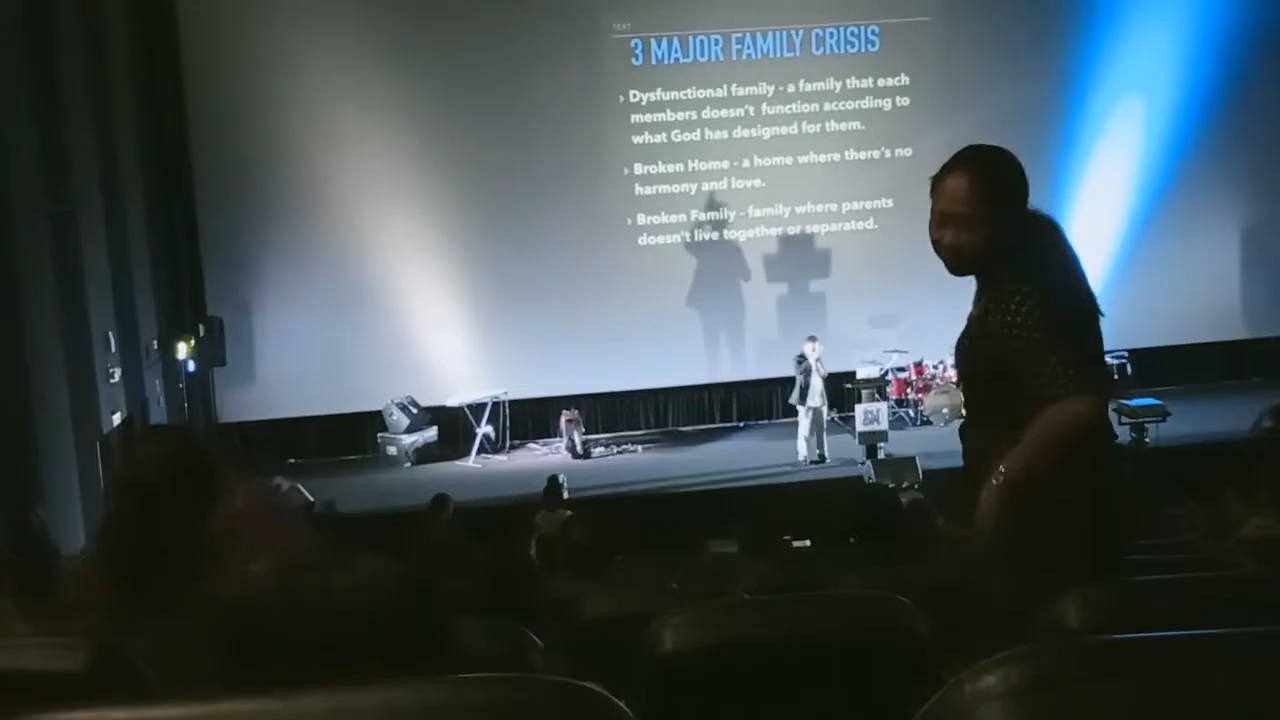 TEXT
3 MAJOR FAMILY CRISIS
› Dysfunctional family - a family that each
members doesn't function according to
what God has designed for them.
› Broken Home - a home where there's no
harmony and love.
› Broken Family - family where parents
doesn't live together or separated.